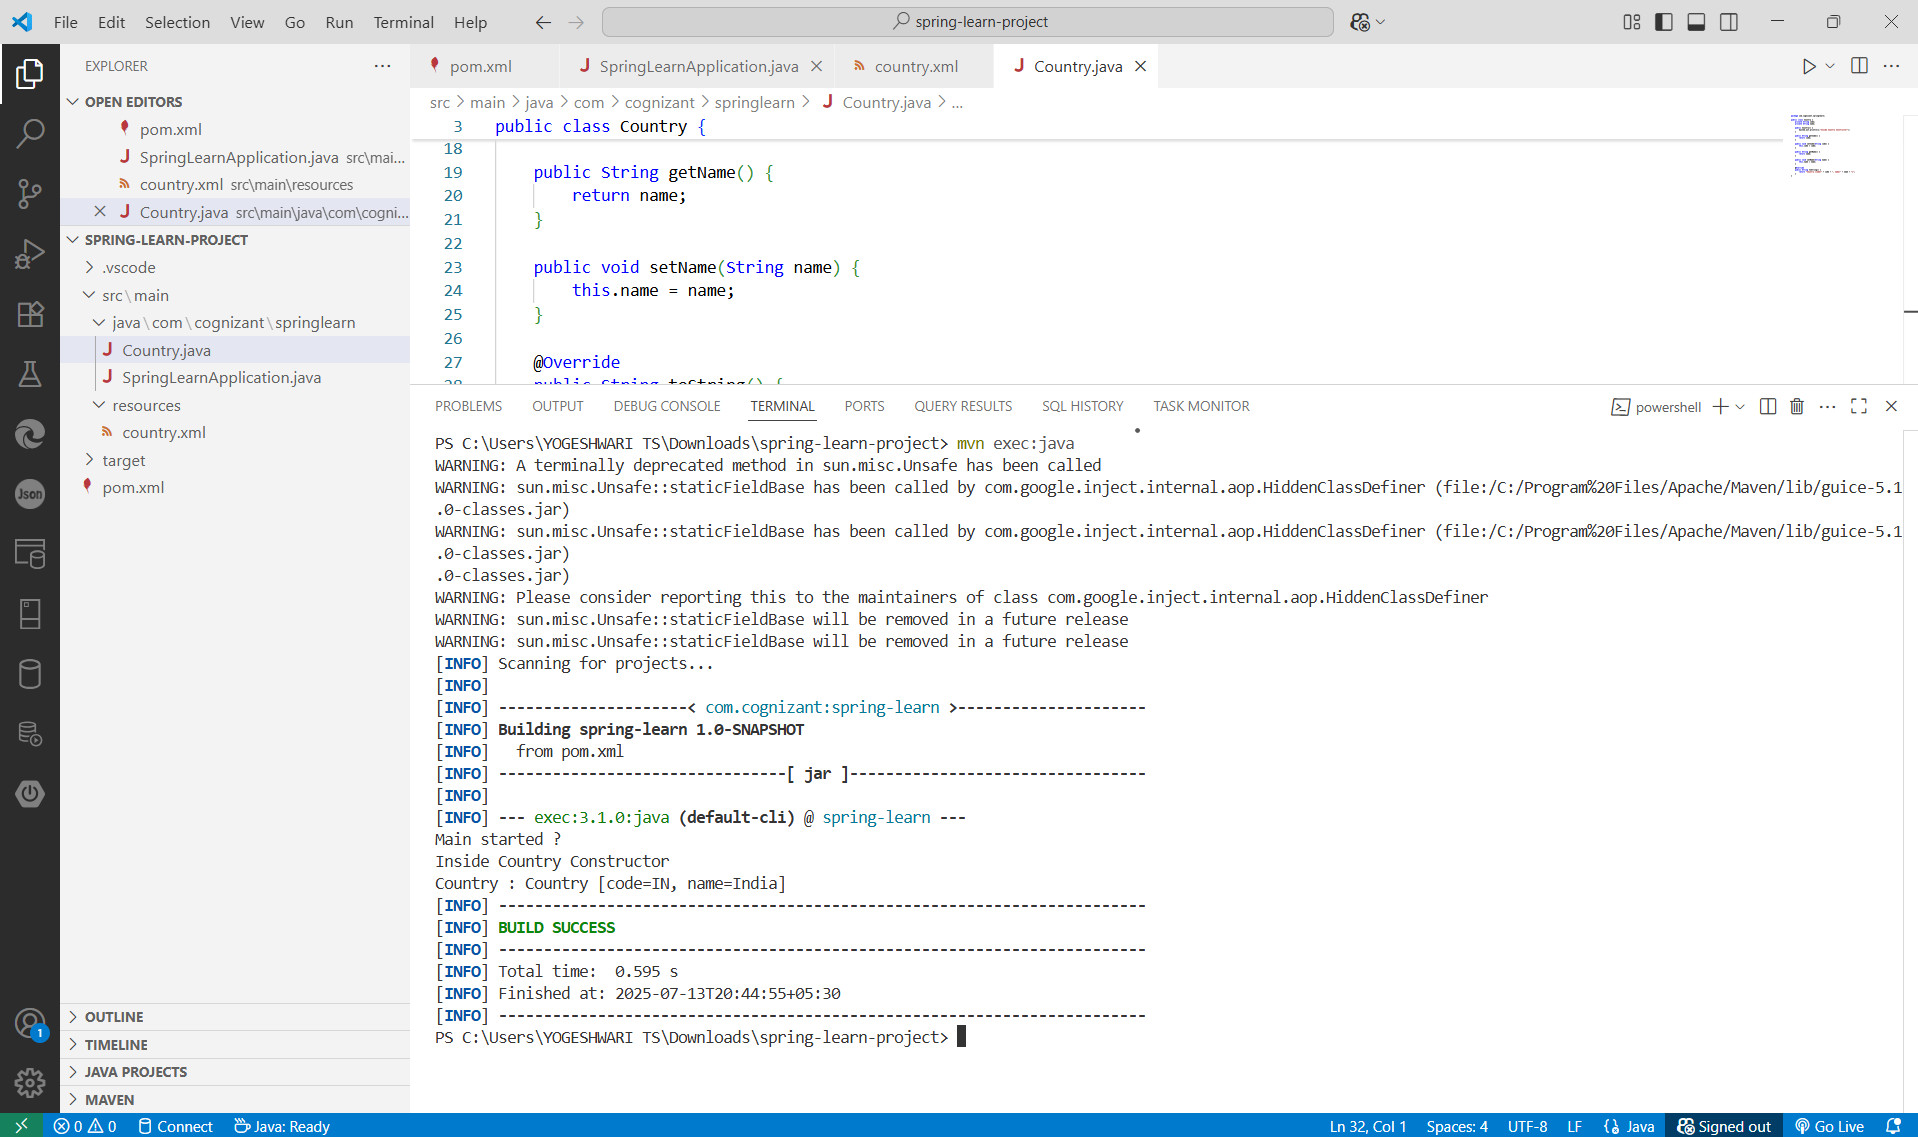 File Edit Selection View Go Run Terminal Help
spring-learn-project
EXPLORER
pom.xml
SpringLearnApplication.java
country.xml
Country.java
OPEN EDITORS
pom.xml
SpringLearnApplication.java src\mai...
country.xml src\main\resources
Country.java src\main\java\com\cogni...
SPRING-LEARN-PROJECT
.vscode
src\main
java\com\cognizant\springlearn
Country.java
SpringLearnApplication.java
resources
country.xml
target
pom.xml
OUTLINE
TIMELINE
JAVA PROJECTS
MAVEN
Json
1
src > main > java > com > cognizant > springlearn > Country.java > ...
3 public class Country {
18
19 public String getName() {
20 return name;
21 }
22
23 public void setName(String name) {
24 this.name = name;
25 }
26
27 @Override
28 public String toString() {
PROBLEMS OUTPUT DEBUG CONSOLE TERMINAL PORTS QUERY RESULTS SQL HISTORY TASK MONITOR
powershell
PS C:\Users\YOGESHWARI TS\Downloads\spring-learn-project> mvn exec:java
WARNING: A terminally deprecated method in sun.misc.Unsafe has been called
WARNING: sun.misc.Unsafe::staticFieldBase has been called by com.google.inject.internal.aop.HiddenClassDefiner (file:/C:/Program%20Files/Apache/Maven/lib/guice-5.1
.0-classes.jar)
WARNING: sun.misc.Unsafe::staticFieldBase has been called by com.google.inject.internal.aop.HiddenClassDefiner (file:/C:/Program%20Files/Apache/Maven/lib/guice-5.1
.0-classes.jar)
.0-classes.jar)
WARNING: Please consider reporting this to the maintainers of class com.google.inject.internal.aop.HiddenClassDefiner
WARNING: sun.misc.Unsafe::staticFieldBase will be removed in a future release
WARNING: sun.misc.Unsafe::staticFieldBase will be removed in a future release
[INFO] Scanning for projects...
[INFO]
[INFO] ---------------------< com.cognizant:spring-learn >---------------------
[INFO] Building spring-learn 1.0-SNAPSHOT
[INFO]   from pom.xml
[INFO] --------------------------------[ jar ]---------------------------------
[INFO]
[INFO] --- exec:3.1.0:java (default-cli) @ spring-learn ---
Main started ?
Inside Country Constructor
Country : Country [code=IN, name=India]
[INFO] ------------------------------------------------------------------------
[INFO] BUILD SUCCESS
[INFO] ------------------------------------------------------------------------
[INFO] Total time:  0.595 s
[INFO] Finished at: 2025-07-13T20:44:55+05:30
[INFO] ------------------------------------------------------------------------
PS C:\Users\YOGESHWARI TS\Downloads\spring-learn-project>
0 0 Connect Java: Ready Ln 32, Col 1 Spaces: 4 UTF-8 LF Java Signed out Go Live